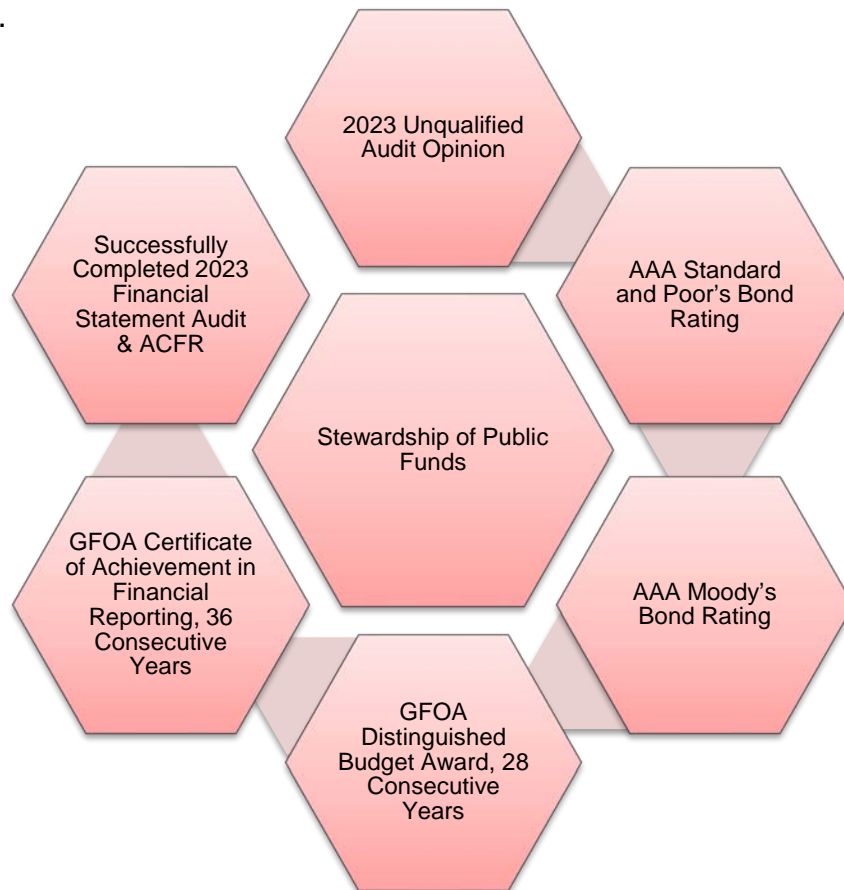 .
2023 Unqualified
Audit Opinion
AAA Standard
and Poor's Bond
Rating
AAA Moody's
Bond Rating
GFOA
Distinguished
Budget Award, 28
Consecutive
Years
GFOA Certificate
of Achievement in
Financial
Reporting, 36
Consecutive
Years
Successfully
Completed 2023
Financial
Statement Audit
& ACFR
Stewardship of Public
Funds